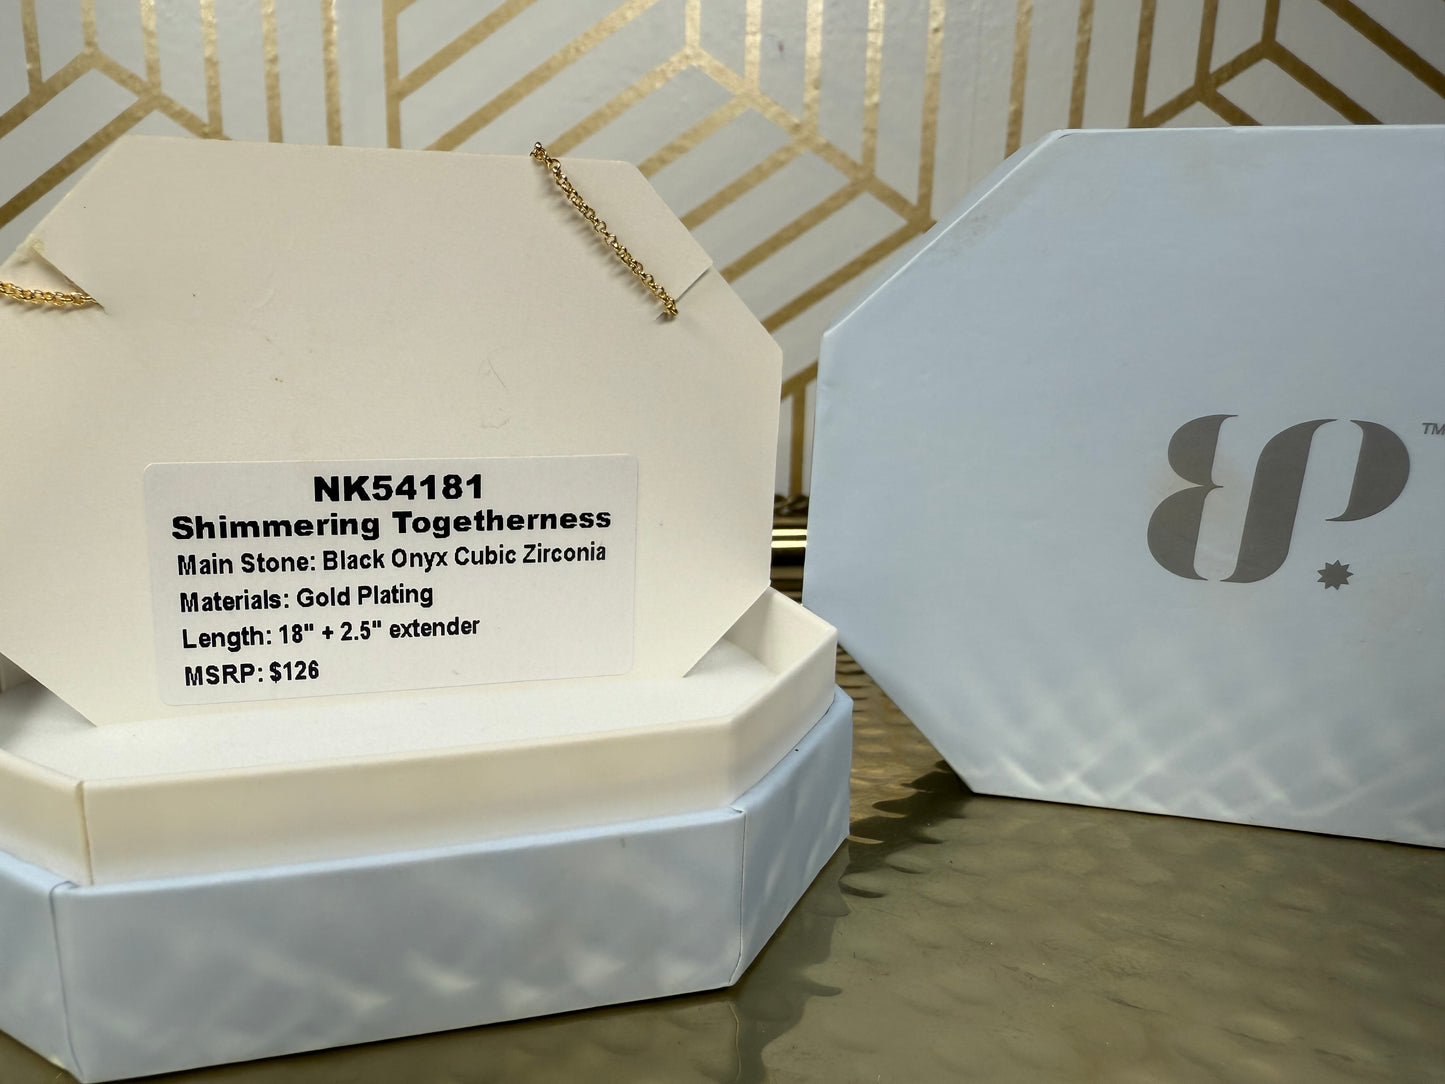 NK54181
Shimmering Togetherness
Main Stone: Black Onyx Cubic Zirconia
Materials: Gold Plating
Length: 18" + 2.5" extender
MSRP: $126
BP
TM